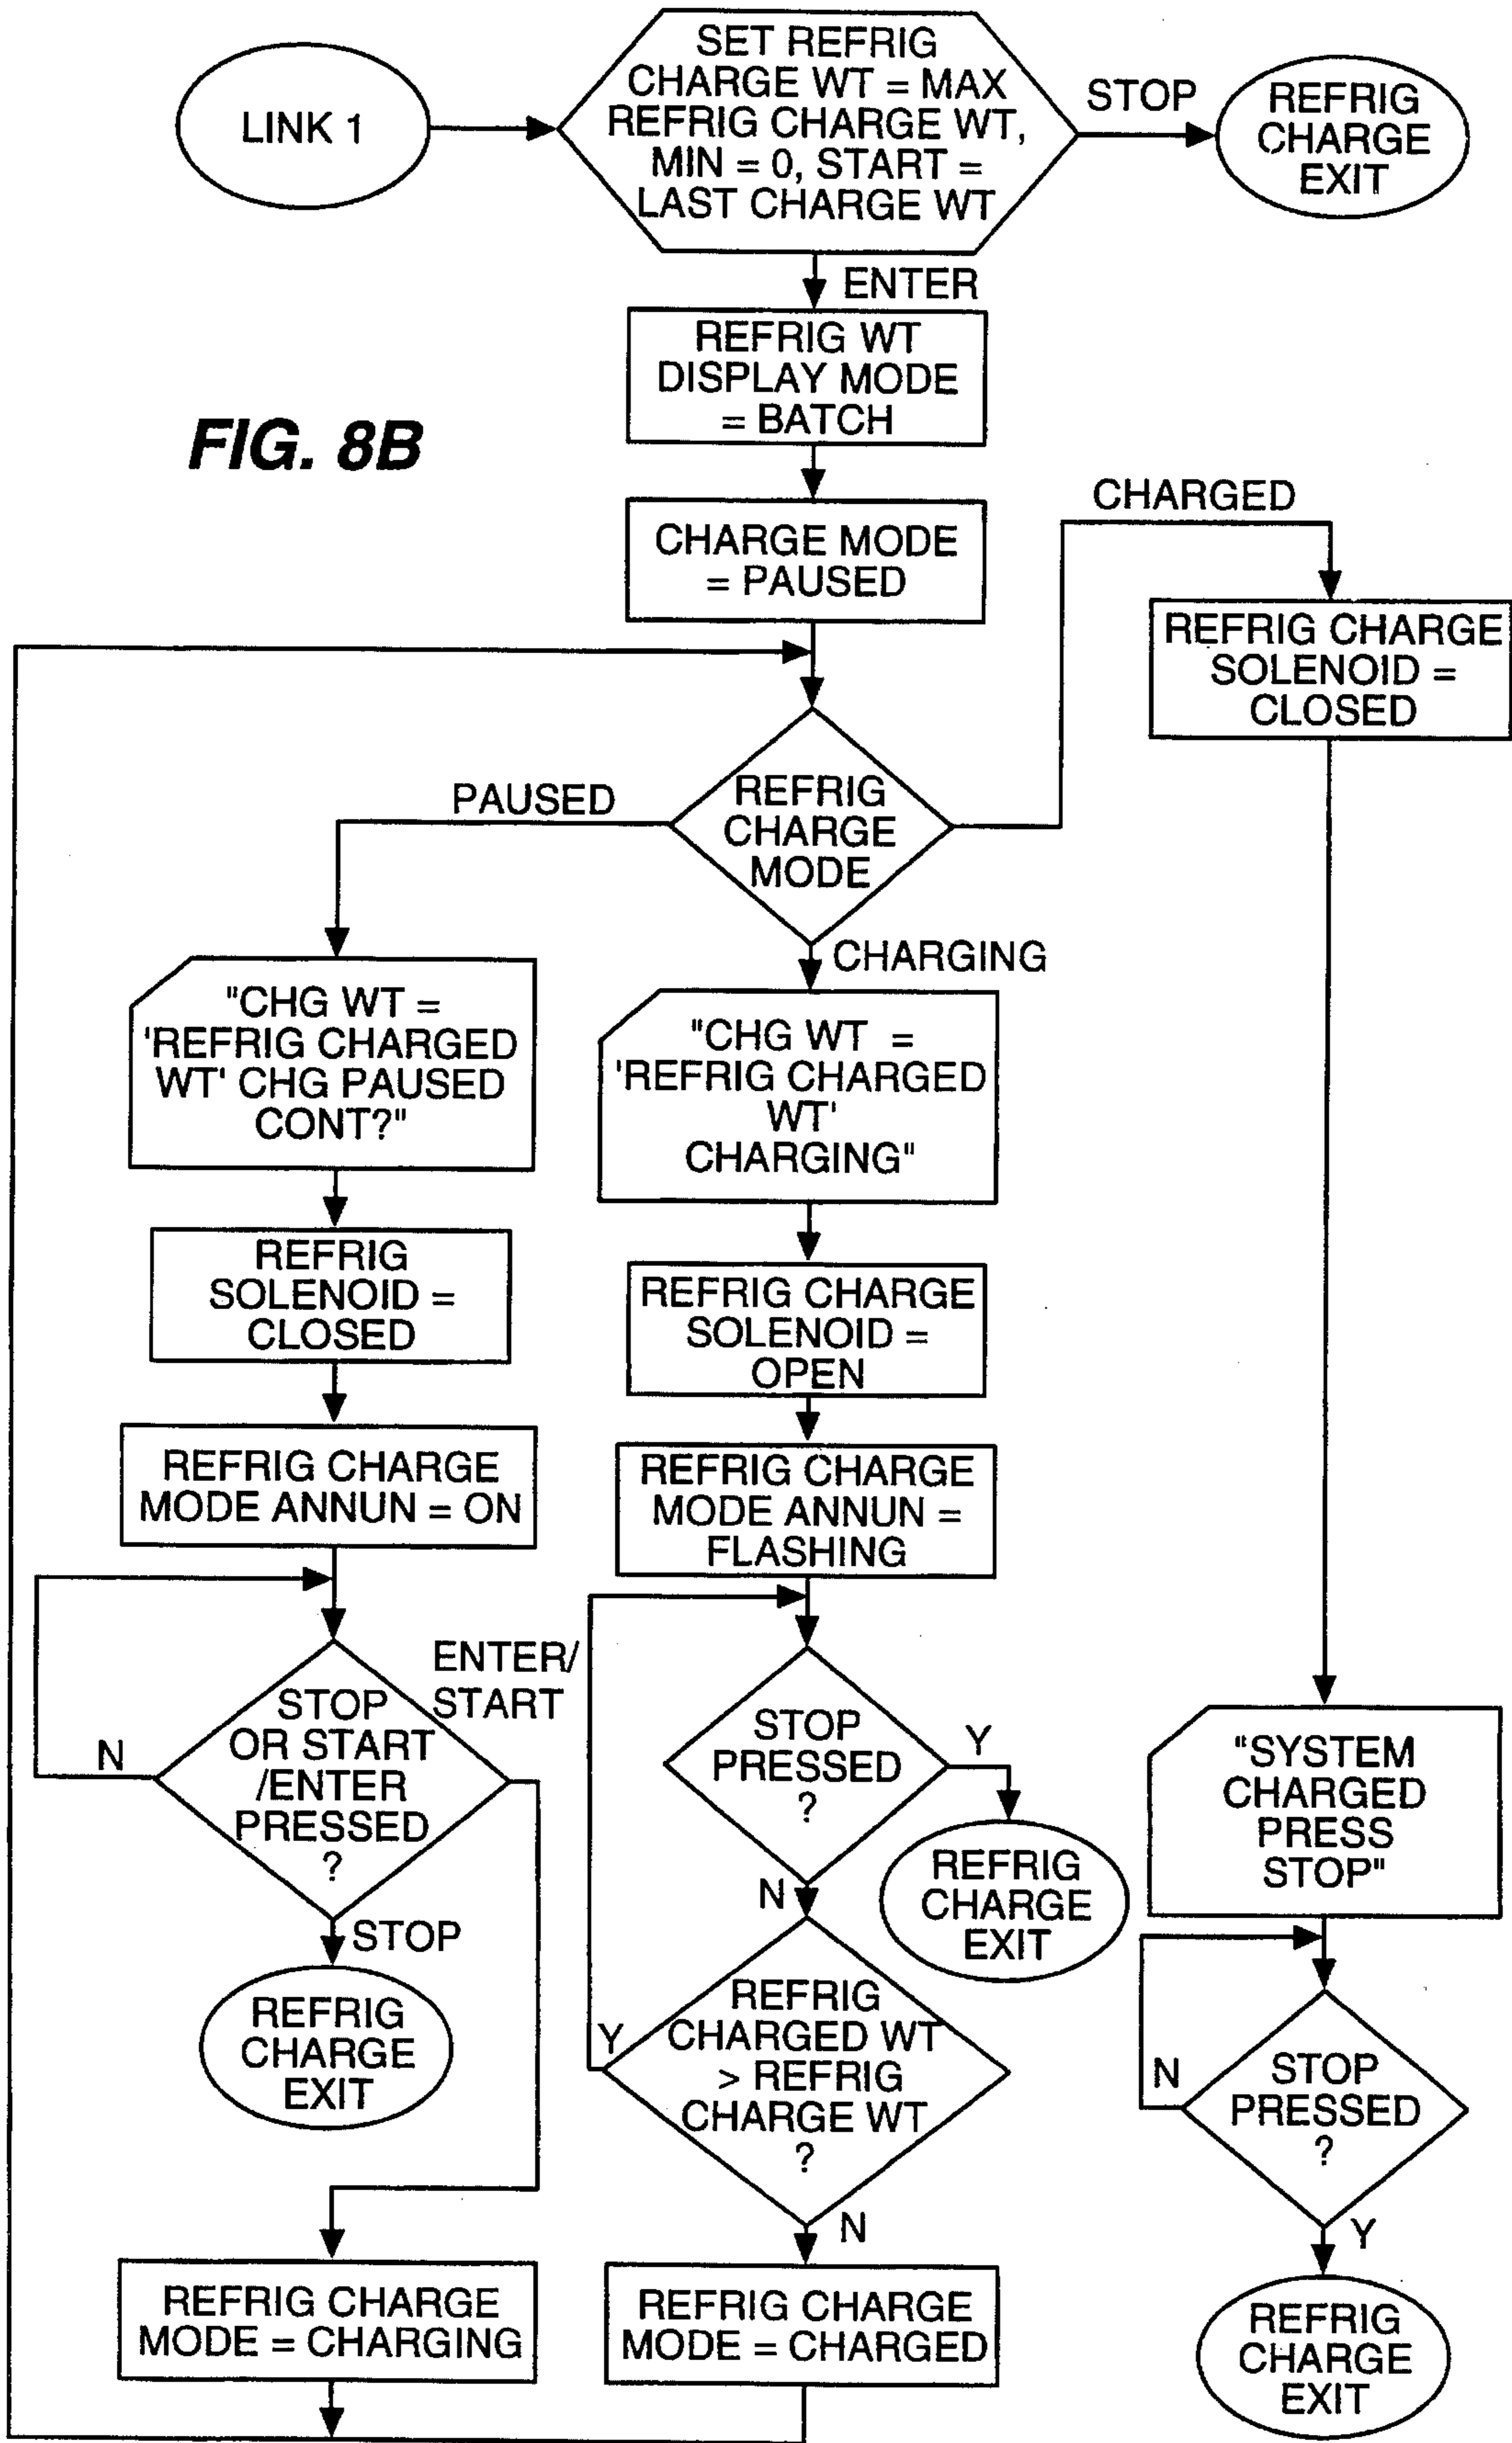 SET REFRIG
CHARGE WT = MAX
REFRIG CHARGE WT,
MIN = 0, START =
LAST CHARGE WT
LINK 1
STOP
REFRIG
CHARGE
EXIT
ENTER
REFRIG WT
DISPLAY MODE
= BATCH
FIG. 8B
CHARGE MODE
= PAUSED
CHARGED
REFRIG CHARGE
SOLENOID =
CLOSED
REFRIG
CHARGE
MODE
PAUSED
CHARGING
"CHG WT =
'REFRIG CHARGED
WT' CHG PAUSED
CONT?"
REFRIG
SOLENOID =
CLOSED
REFRIG CHARGE
MODE ANNUN = ON
STOP
OR START
/ENTER
PRESSED
?
N
ENTER/
START
STOP
REFRIG
CHARGE
EXIT
REFRIG CHARGE
MODE = CHARGING
"CHG WT =
'REFRIG CHARGED
WT'
CHARGING"
REFRIG CHARGE
SOLENOID =
OPEN
REFRIG CHARGE
MODE ANNUN =
FLASHING
STOP
PRESSED
?
Y
REFRIG
CHARGE
EXIT
N
REFRIG
CHARGED WT
> REFRIG
CHARGE WT
?
Y
N
REFRIG CHARGE
MODE = CHARGED
"SYSTEM
CHARGED
PRESS
STOP"
STOP
PRESSED
?
N
Y
REFRIG
CHARGE
EXIT